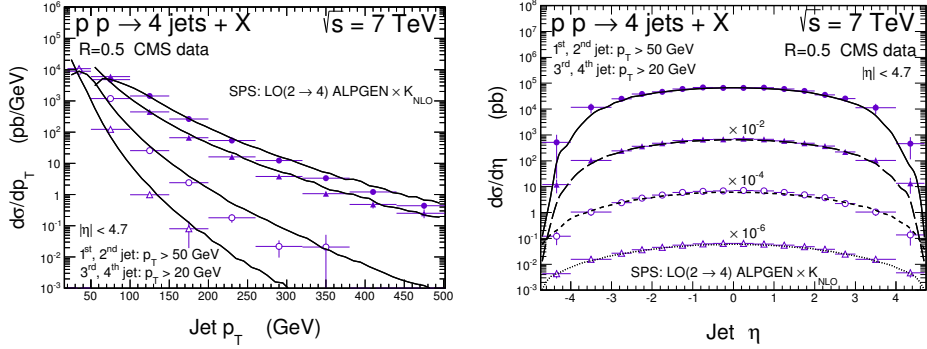 p p → 4 jets + X √s = 7 TeV
R=0.5 CMS data
SPS: LO(2 → 4) ALPGEN × K_NLO
|η| < 4.7
1st, 2nd jet: p_T > 50 GeV
3rd, 4th jet: p_T > 20 GeV
dσ/dp_T (pb/GeV)
10^6
10^5
10^4
10^3
10^2
10
1
10^-1
10^-2
10^-3
50 100 150 200 250 300 350 400 450 500
Jet p_T (GeV)
p p → 4 jets + X √s = 7 TeV
1st, 2nd jet: p_T > 50 GeV R=0.5 CMS data
3rd, 4th jet: p_T > 20 GeV |η| < 4.7
× 10^-2
× 10^-4
× 10^-6
SPS: LO(2 → 4) ALPGEN × K_NLO
dσ/dη (pb)
10^8
10^7
10^6
10^5
10^4
10^3
10^2
10
1
10^-1
10^-2
10^-3
-4 -3 -2 -1 0 1 2 3 4
Jet η